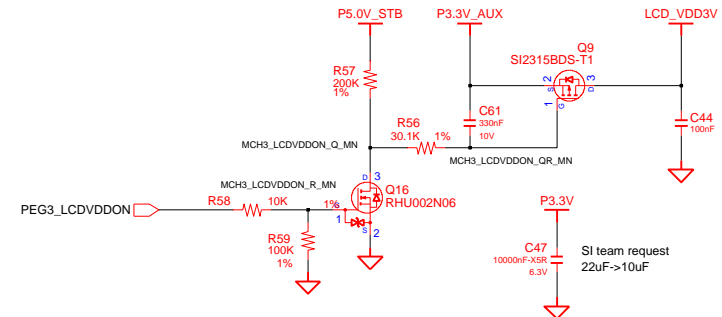 P5.0V_STB
P3.3V_AUX
LCD_VDD3V
Q9
SI2315BDS-T1
R57
200K
1%
2
S
D
3
1
G
C61
330nF
10V
C44
100nF
R56
30.1K
1%
MCH3_LCDVDDON_Q_MN
MCH3_LCDVDDON_QR_MN
MCH3_LCDVDDON_R_MN
D
3
Q16
RHU002N06
PEG3_LCDVDDON
R58
10K
1%
G
1
S
2
R59
100K
1%
P3.3V
C47
10000nF-X5R
6.3V
SI team request
22uF->10uF